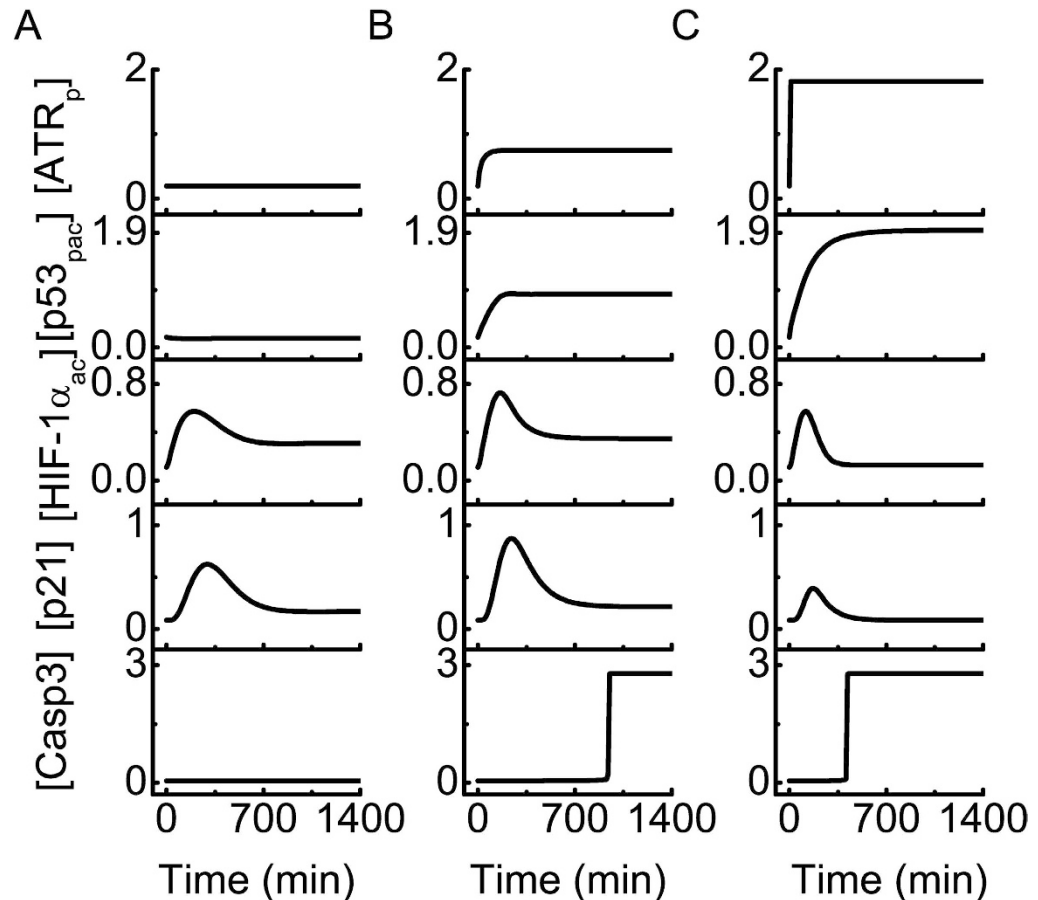 A B C
[ATRp]
2 2 2
0 0 0
[p53pac]
1.9 1.9 1.9
0.0 0.0 0.0
[HIF-1αac]
0.8 0.8 0.8
0.0 0.0 0.0
[p21]
1 1 1
0 0 0
[Casp3]
3 3 3
0 0 0
0 700 1400 0 700 1400 0 700 1400
Time (min) Time (min) Time (min)